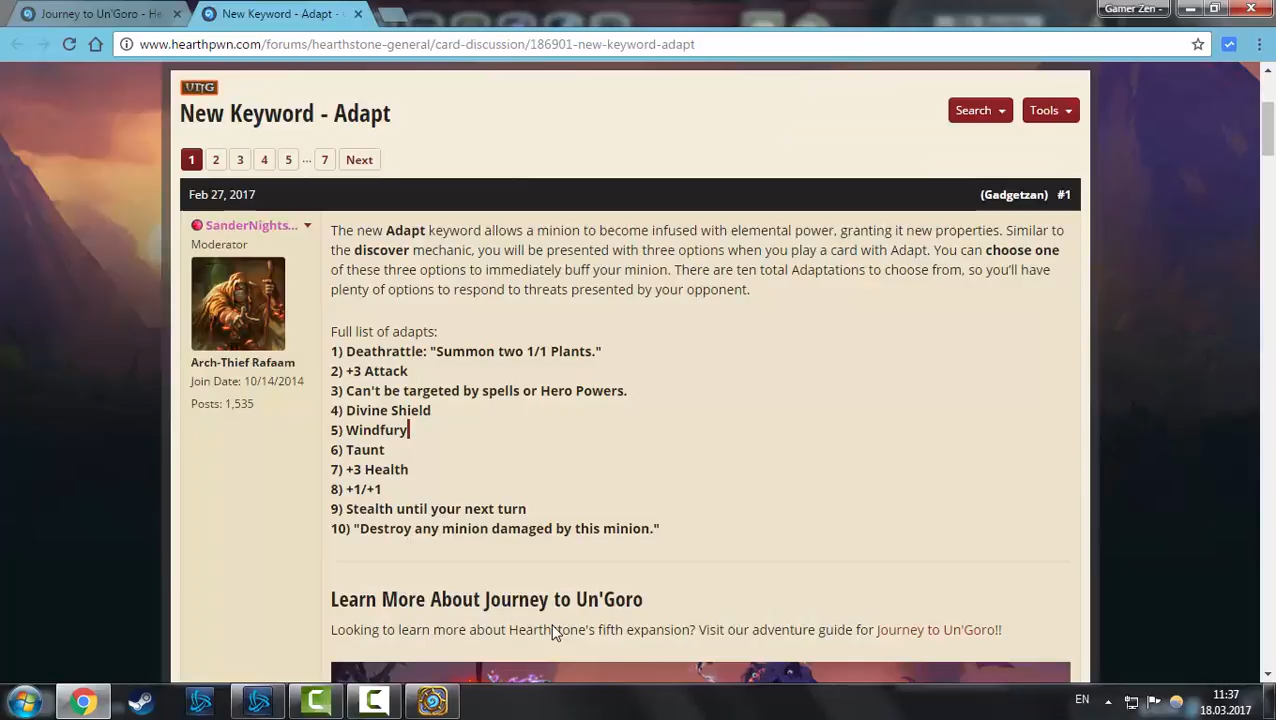 Journey to Un'Goro - He
New Keyword - Adapt -
Gamer Zen -
www.hearthpwn.com/forums/hearthstone-general/card-discussion/186901-new-keyword-adapt
UNG
New Keyword - Adapt
Search
Tools
1 2 3 4 5 ... 7 Next
Feb 27, 2017
(Gadgetzan) #1
SanderNights...
Moderator
Arch-Thief Rafaam
Join Date: 10/14/2014
Posts: 1,535
The new Adapt keyword allows a minion to become infused with elemental power, granting it new properties. Similar to
the discover mechanic, you will be presented with three options when you play a card with Adapt. You can choose one
of these three options to immediately buff your minion. There are ten total Adaptations to choose from, so you'll have
plenty of options to respond to threats presented by your opponent.
Full list of adapts:
1) Deathrattle: "Summon two 1/1 Plants."
2) +3 Attack
3) Can't be targeted by spells or Hero Powers.
4) Divine Shield
5) Windfury
6) Taunt
7) +3 Health
8) +1/+1
9) Stealth until your next turn
10) "Destroy any minion damaged by this minion."
Learn More About Journey to Un'Goro
Looking to learn more about Hearthstone's fifth expansion? Visit our adventure guide for Journey to Un'Goro!!
EN
11:37
18.03.2017